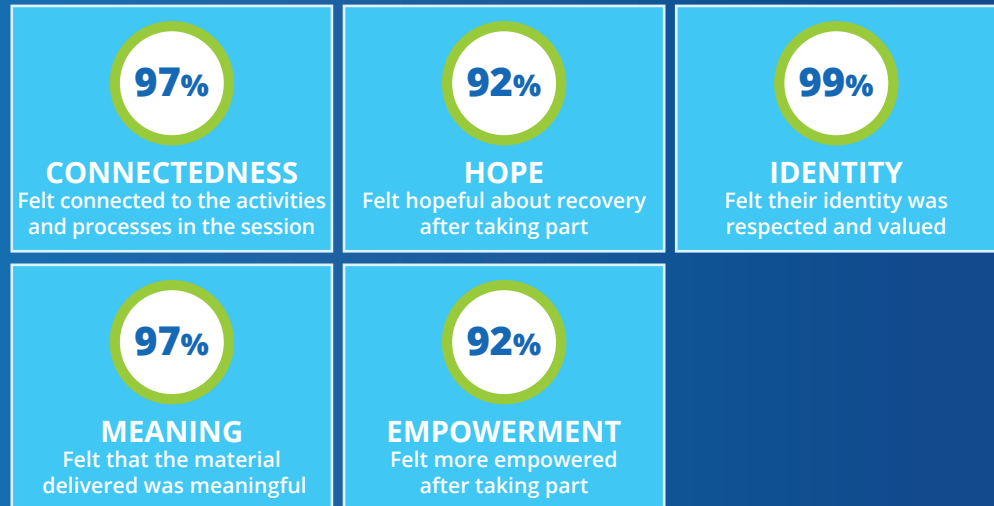 97%
CONNECTEDNESS
Felt connected to the activities
and processes in the session
92%
HOPE
Felt hopeful about recovery
after taking part
99%
IDENTITY
Felt their identity was
respected and valued
97%
MEANING
Felt that the material
delivered was meaningful
92%
EMPOWERMENT
Felt more empowered
after taking part